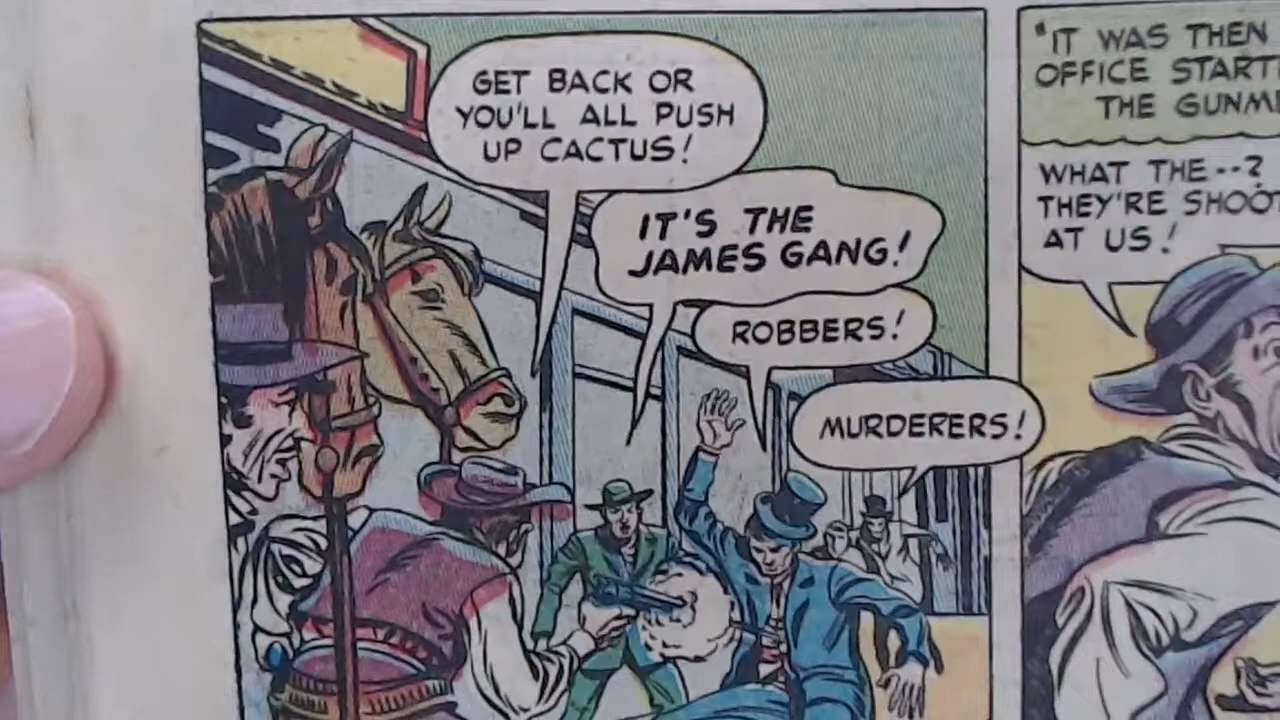 GET BACK OR
YOU'LL ALL PUSH
UP CACTUS!
IT'S THE
JAMES GANG!
ROBBERS!
MURDERERS!
"IT WAS THEN
OFFICE
THE
WHAT THE--?
THEY'RE
AT US!